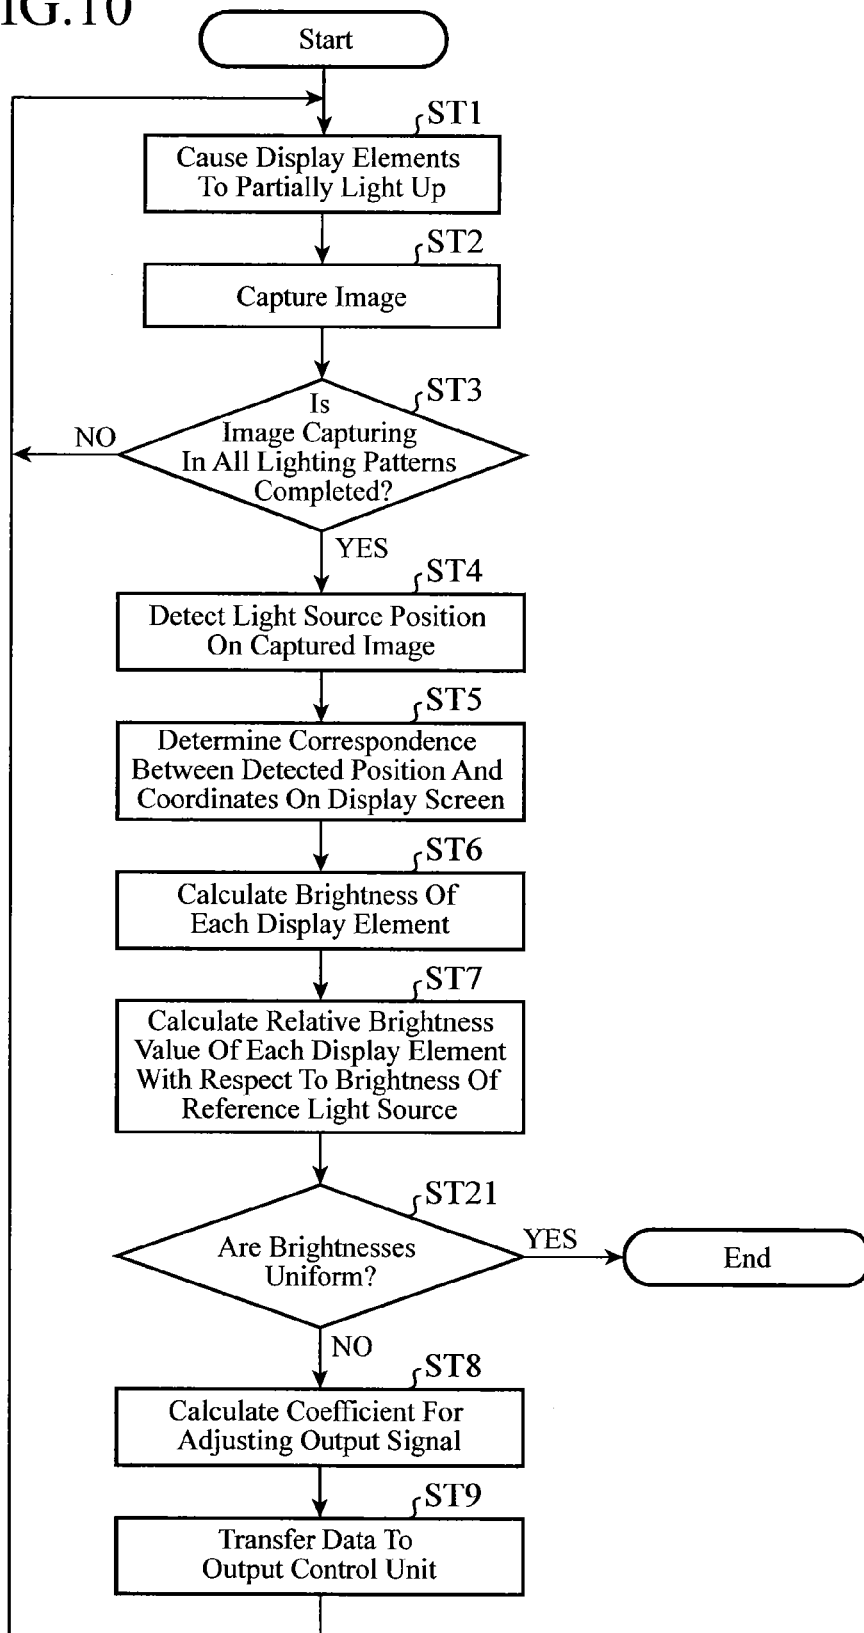 IG.10
Start
ST1
Cause Display Elements
To Partially Light Up
ST2
Capture Image
ST3
Is
Image Capturing
In All Lighting Patterns
Completed?
NO
YES
ST4
Detect Light Source Position
On Captured Image
ST5
Determine Correspondence
Between Detected Position And
Coordinates On Display Screen
ST6
Calculate Brightness Of
Each Display Element
ST7
Calculate Relative Brightness
Value Of Each Display Element
With Respect To Brightness Of
Reference Light Source
ST21
Are Brightnesses
Uniform?
YES
End
NO
ST8
Calculate Coefficient For
Adjusting Output Signal
ST9
Transfer Data To
Output Control Unit